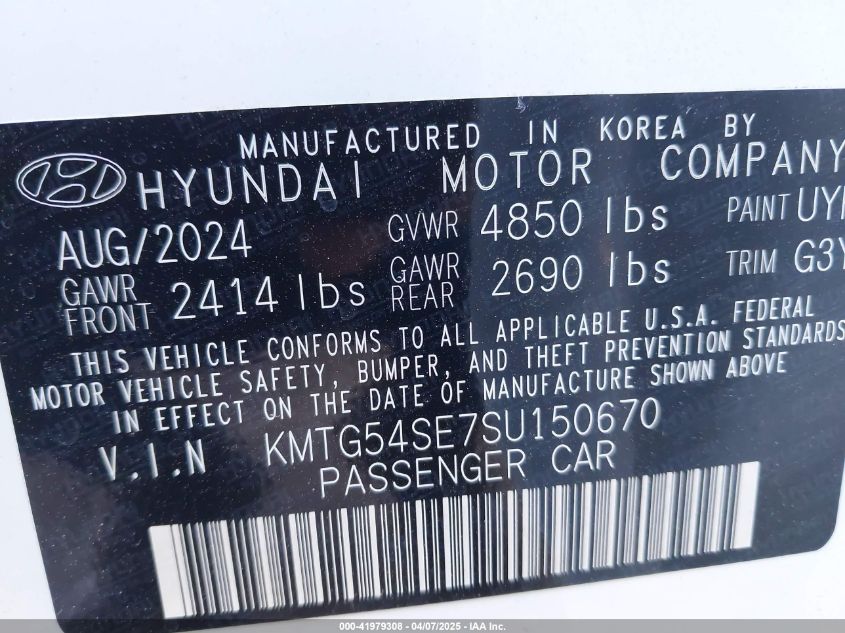 MANUFACTURED IN KOREA BY
HYUNDAI MOTOR COMPANY
AUG/2024 GVWR 4850 lbs PAINT
GAWR FRONT 2414 lbs GAWR REAR 2690 lbs TRIM
THIS VEHICLE CONFORMS TO ALL APPLICABLE U.S.A. FEDERAL
MOTOR VEHICLE SAFETY, BUMPER, AND THEFT PREVENTION STANDARDS
IN EFFECT ON THE DATE OF MANUFACTURE SHOWN ABOVE
V.I.N KMTG54SE7SU150670
PASSENGER CAR
000-41979308 - 04/07/2025 - IAA Inc.